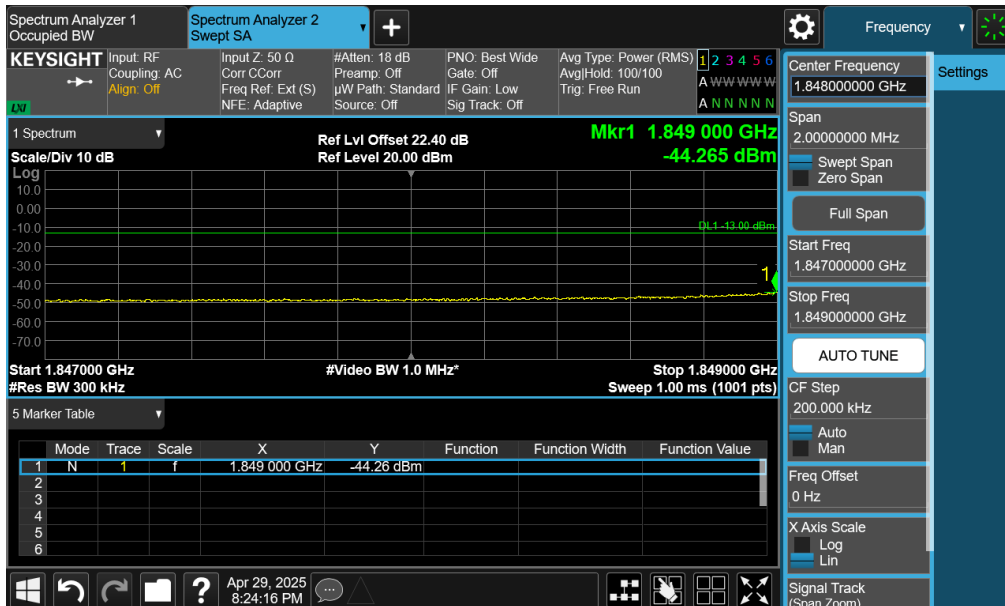 Spectrum Analyzer 1
Occupied BW
Spectrum Analyzer 2
Swept SA
+
Frequency
KEYSIGHT
LXI
Input: RF
Coupling: AC
Align: Off
Input Z: 50 Ω
Corr CCorr
Freq Ref: Ext (S)
NFE: Adaptive
#Atten: 18 dB
Preamp: Off
µW Path: Standard
Source: Off
PNO: Best Wide
Gate: Off
IF Gain: Low
Sig Track: Off
Avg Type: Power (RMS)
Avg|Hold: 100/100
Trig: Free Run
1 2 3 4 5 6
A W W W W W
A N N N N N
1 Spectrum
Scale/Div 10 dB
Ref Lvl Offset 22.40 dB
Ref Level 20.00 dBm
Mkr1 1.849 000 GHz
-44.265 dBm
Log
10.0
0.00
-10.0
-20.0
-30.0
-40.0
-50.0
-60.0
-70.0
DL1 -13.00 dBm
1
Start 1.847000 GHz
#Video BW 1.0 MHz*
Stop 1.849000 GHz
#Res BW 300 kHz
Sweep 1.00 ms (1001 pts)
5 Marker Table
Mode Trace Scale X Y Function Function Width Function Value
1 N 1 f 1.849 000 GHz -44.26 dBm
2
3
4
5
6
Center Frequency
1.848000000 GHz
Settings
Span
2.00000000 MHz
Swept Span
Zero Span
Full Span
Start Freq
1.847000000 GHz
Stop Freq
1.849000000 GHz
AUTO TUNE
CF Step
200.000 kHz
Auto
Man
Freq Offset
0 Hz
X Axis Scale
Log
Lin
Signal Track
(Span Zoom)
?
Apr 29, 2025
8:24:16 PM